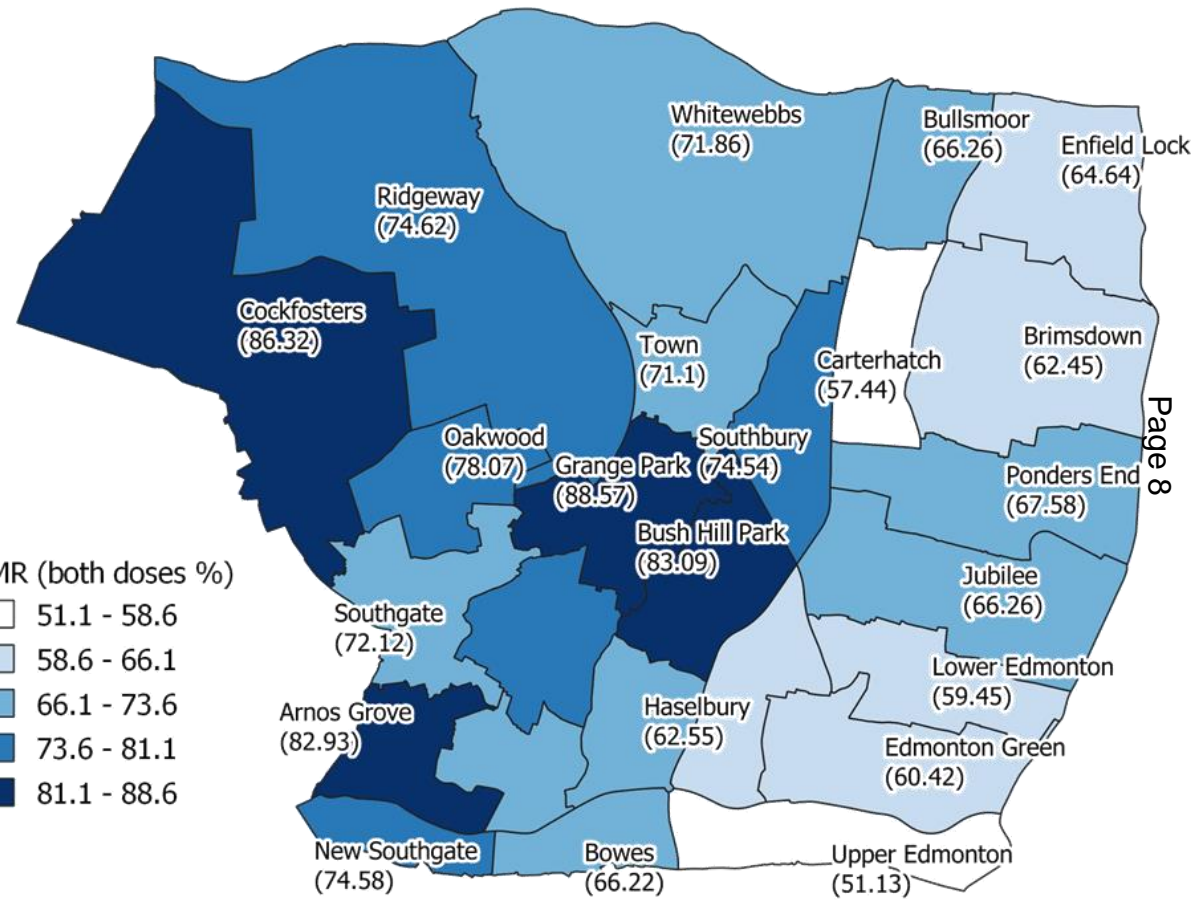 Whitewebbs
(71.86)
Bullsmoor
(66.26)
Enfield Lock
(64.64)
Ridgeway
(74.62)
Cockfosters
(86.32)
Town
(71.1)
Carterhatch
(57.44)
Brimsdown
(62.45)
Page 8
Oakwood
(78.07)
Grange Park
(88.57)
Southbury
(74.54)
Ponders End
(67.58)
Bush Hill Park
(83.09)
Jubilee
(66.26)
MR (both doses %)
51.1 - 58.6
58.6 - 66.1
66.1 - 73.6
73.6 - 81.1
81.1 - 88.6
Southgate
(72.12)
Lower Edmonton
(59.45)
Arnos Grove
(82.93)
Haselbury
(62.55)
Edmonton Green
(60.42)
New Southgate
(74.58)
Bowes
(66.22)
Upper Edmonton
(51.13)